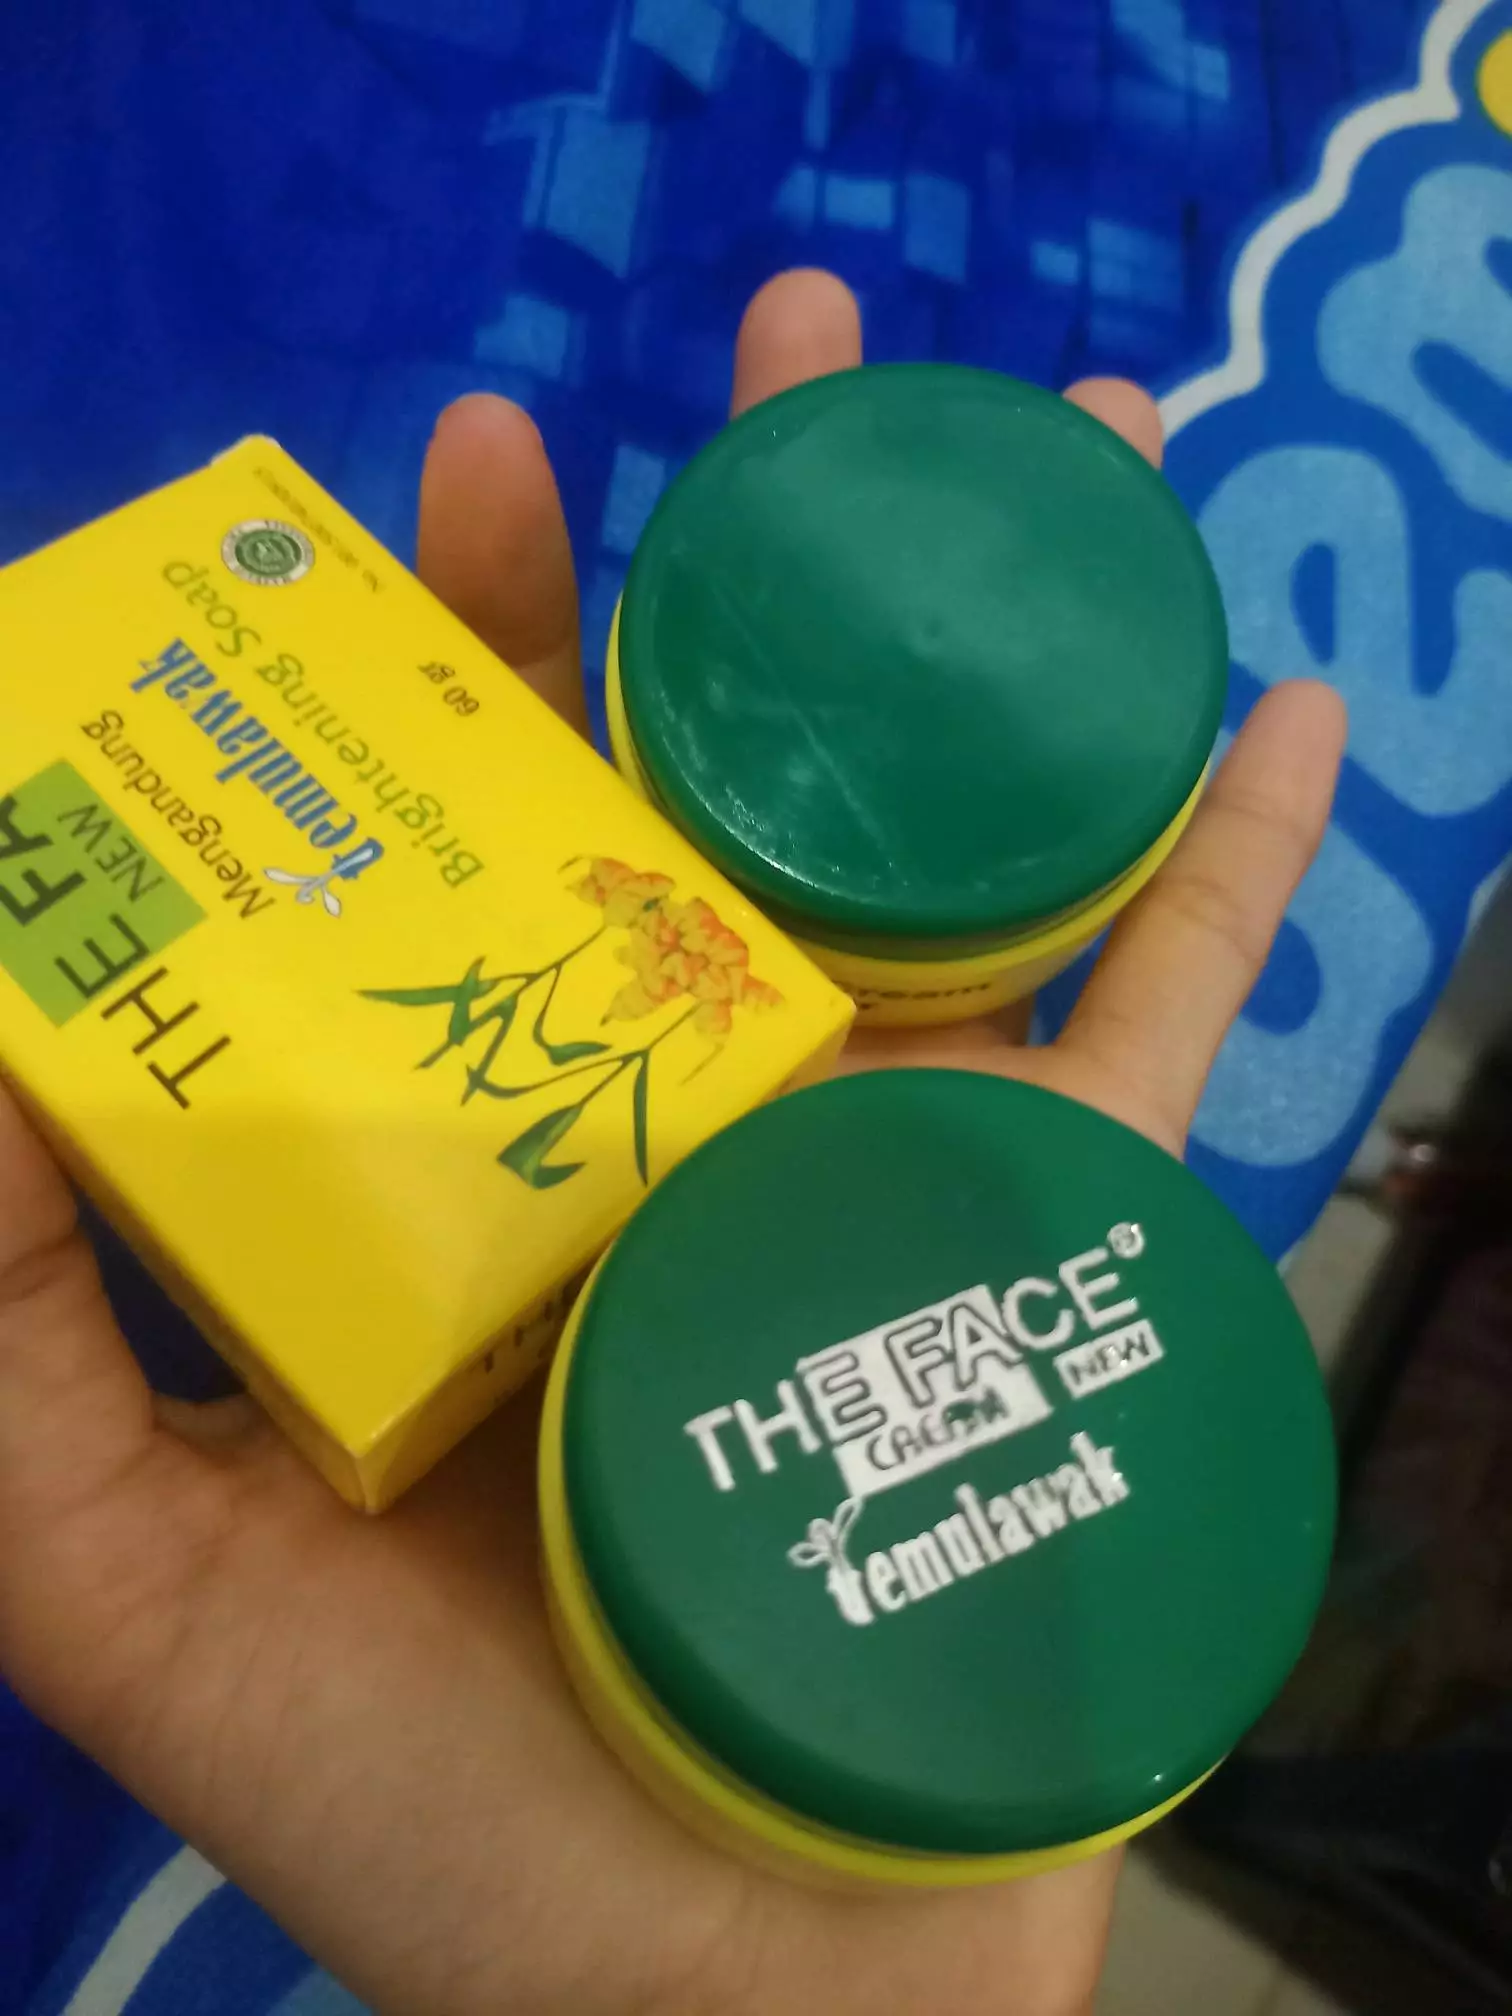 THE FA
NEW
Mengandung
Temulawak
Brightening Soap
60 gr
THE FACE®
CREAM
NEW
Temulawak